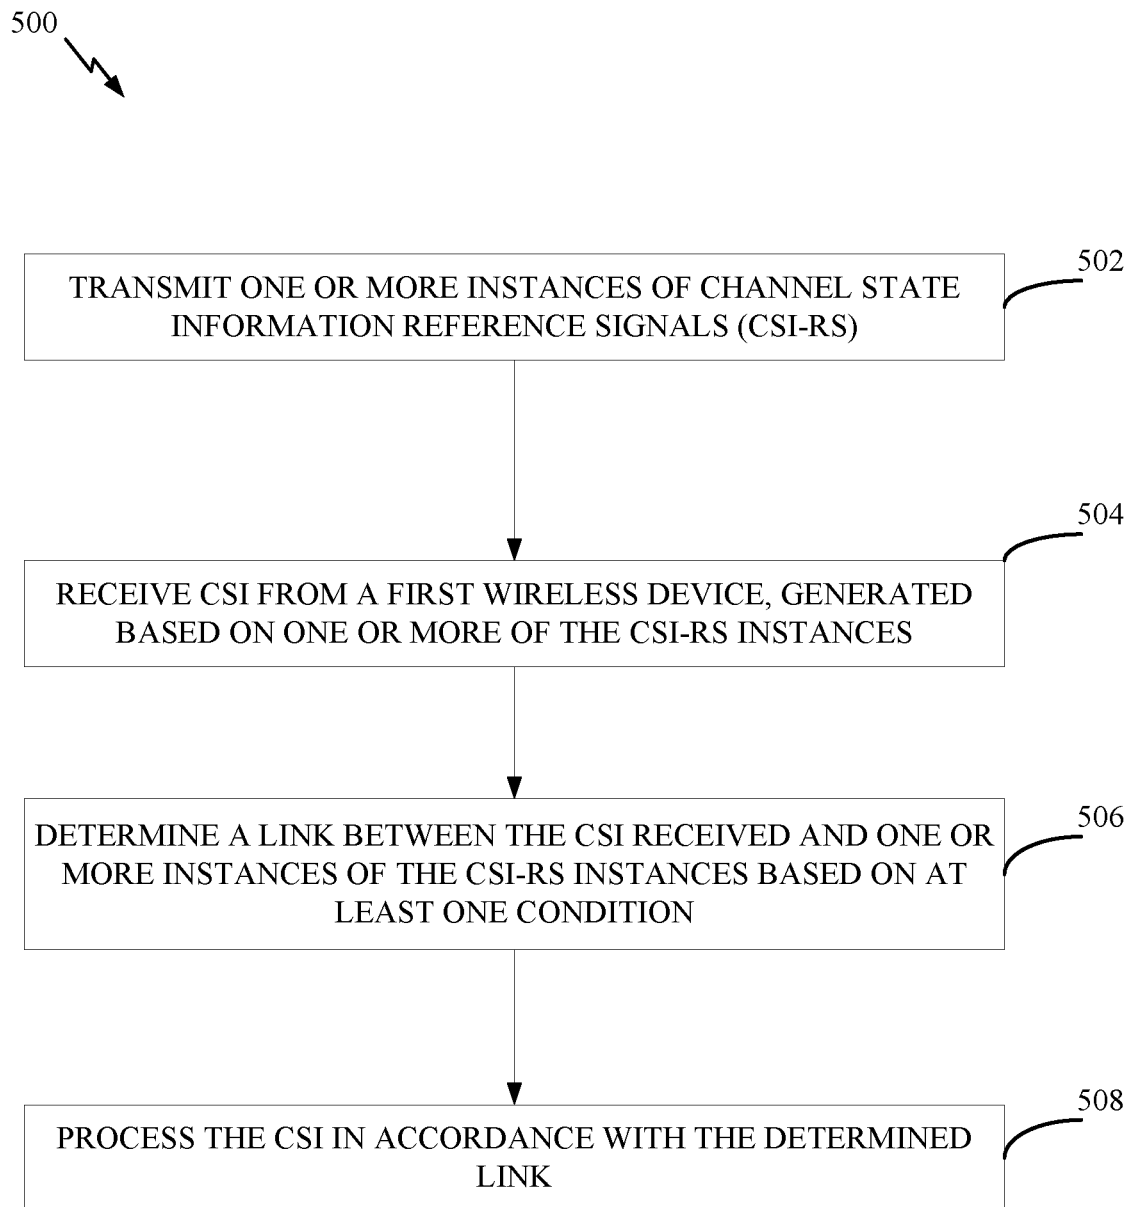 500
502
TRANSMIT ONE OR MORE INSTANCES OF CHANNEL STATE
INFORMATION REFERENCE SIGNALS (CSI-RS)
504
RECEIVE CSI FROM A FIRST WIRELESS DEVICE, GENERATED
BASED ON ONE OR MORE OF THE CSI-RS INSTANCES
506
DETERMINE A LINK BETWEEN THE CSI RECEIVED AND ONE OR
MORE INSTANCES OF THE CSI-RS INSTANCES BASED ON AT
LEAST ONE CONDITION
508
PROCESS THE CSI IN ACCORDANCE WITH THE DETERMINED
LINK